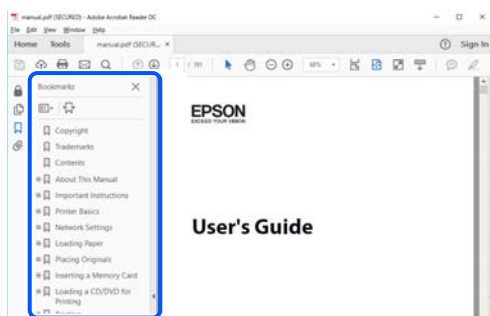 manual.pdf (SECURED) - Adobe Acrobat Reader DC
File Edit View Window Help
Home Tools manual.pdf (SECUR... × Sign In
1 / 191
Bookmarks
Copyright
Trademarks
Contents
About This Manual
Important Instructions
Printer Basics
Network Settings
Loading Paper
Placing Originals
Inserting a Memory Card
Loading a CD/DVD for
Printing
EPSON
EXCEED YOUR VISION
User's Guide